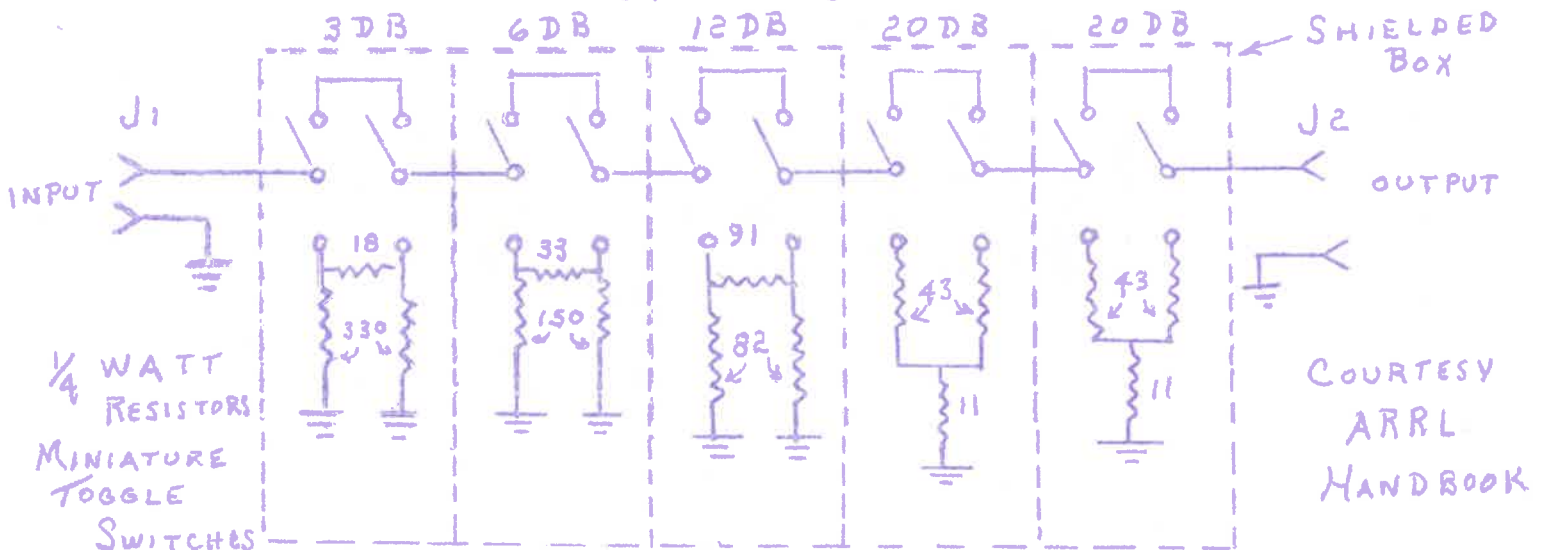 3 DB 6 DB 12 DB 20 DB 20 DB
SHIELDED
BOX
J1
J2
INPUT
OUTPUT
18
33
91
43
43
330
150
82
11
11
1/4 WATT
RESISTORS
MINIATURE
TOGGLE
SWITCHES
COURTESY
ARRL
HANDBOOK